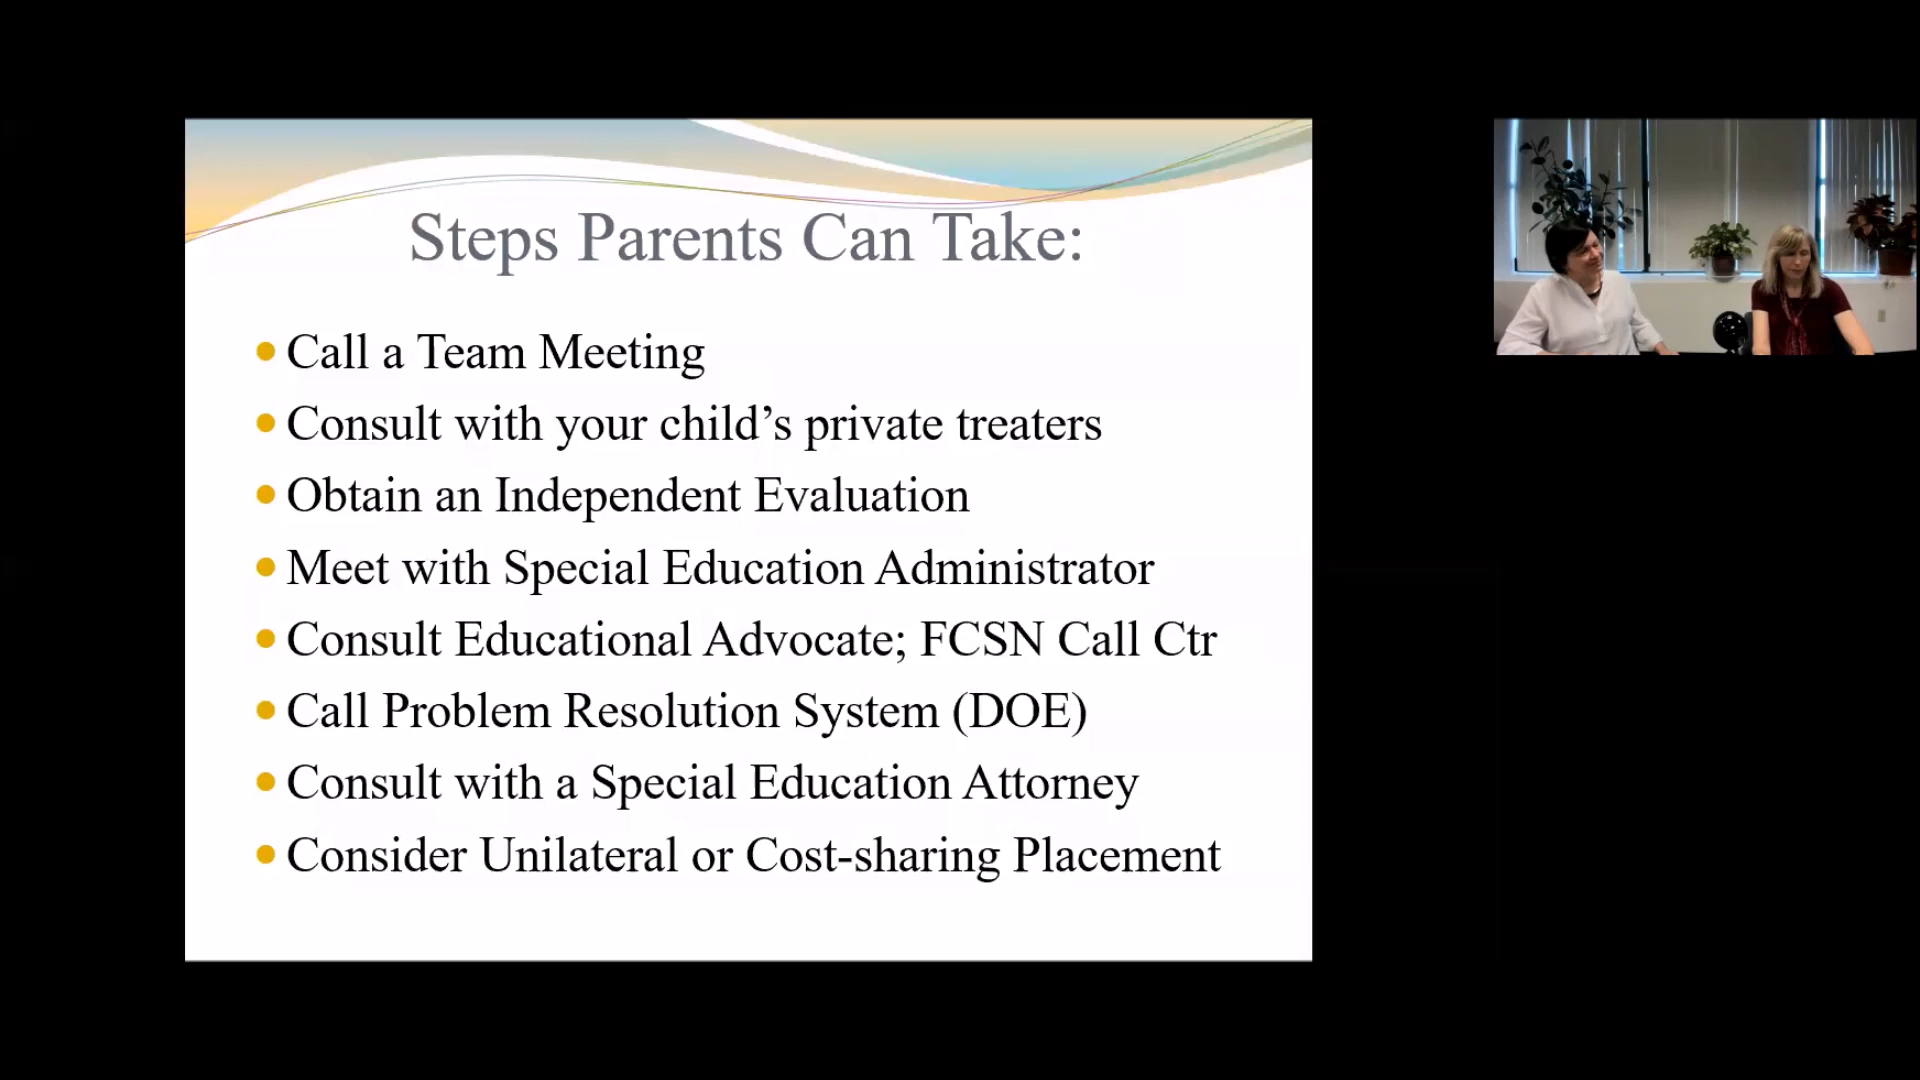 Steps Parents Can Take:
Call a Team Meeting
Consult with your child’s private treaters
Obtain an Independent Evaluation
Meet with Special Education Administrator
Consult Educational Advocate; FCSN Call Ctr
Call Problem Resolution System (DOE)
Consult with a Special Education Attorney
Consider Unilateral or Cost-sharing Placement